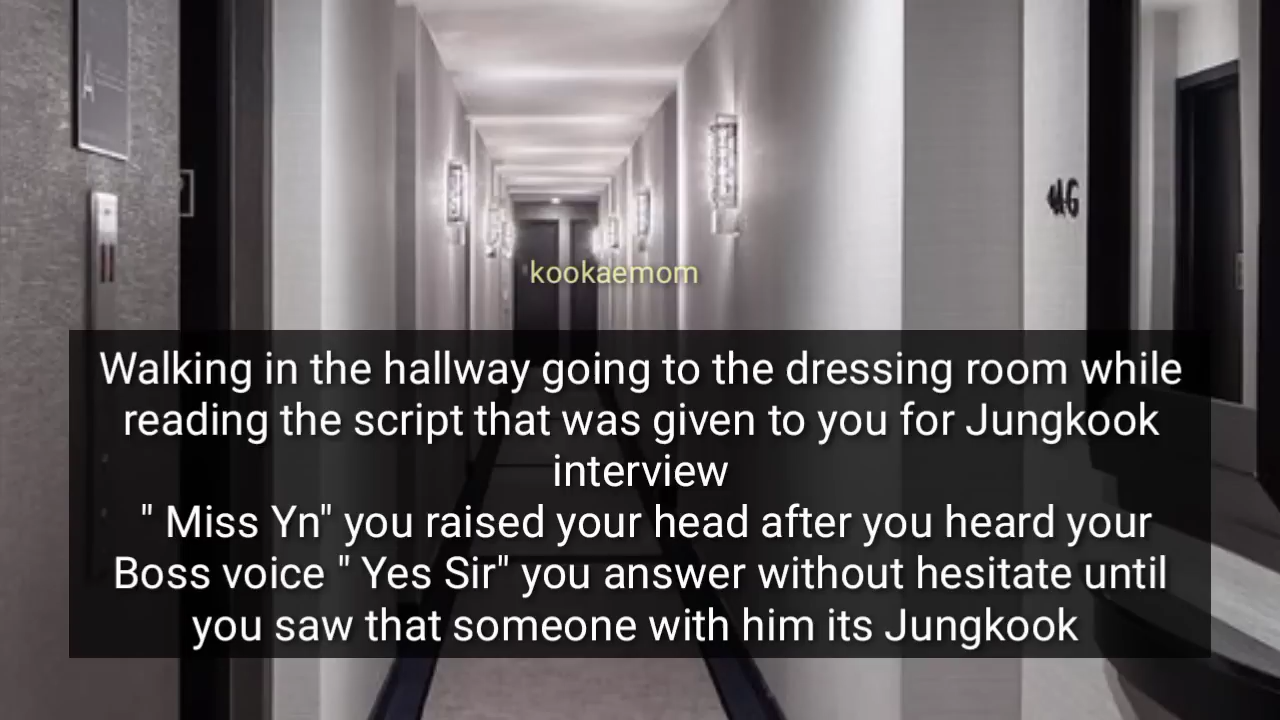 kookaemom
Walking in the hallway going to the dressing room while
reading the script that was given to you for Jungkook
interview
" Miss Yn" you raised your head after you heard your
Boss voice " Yes Sir" you answer without hesitate until
you saw that someone with him its Jungkook